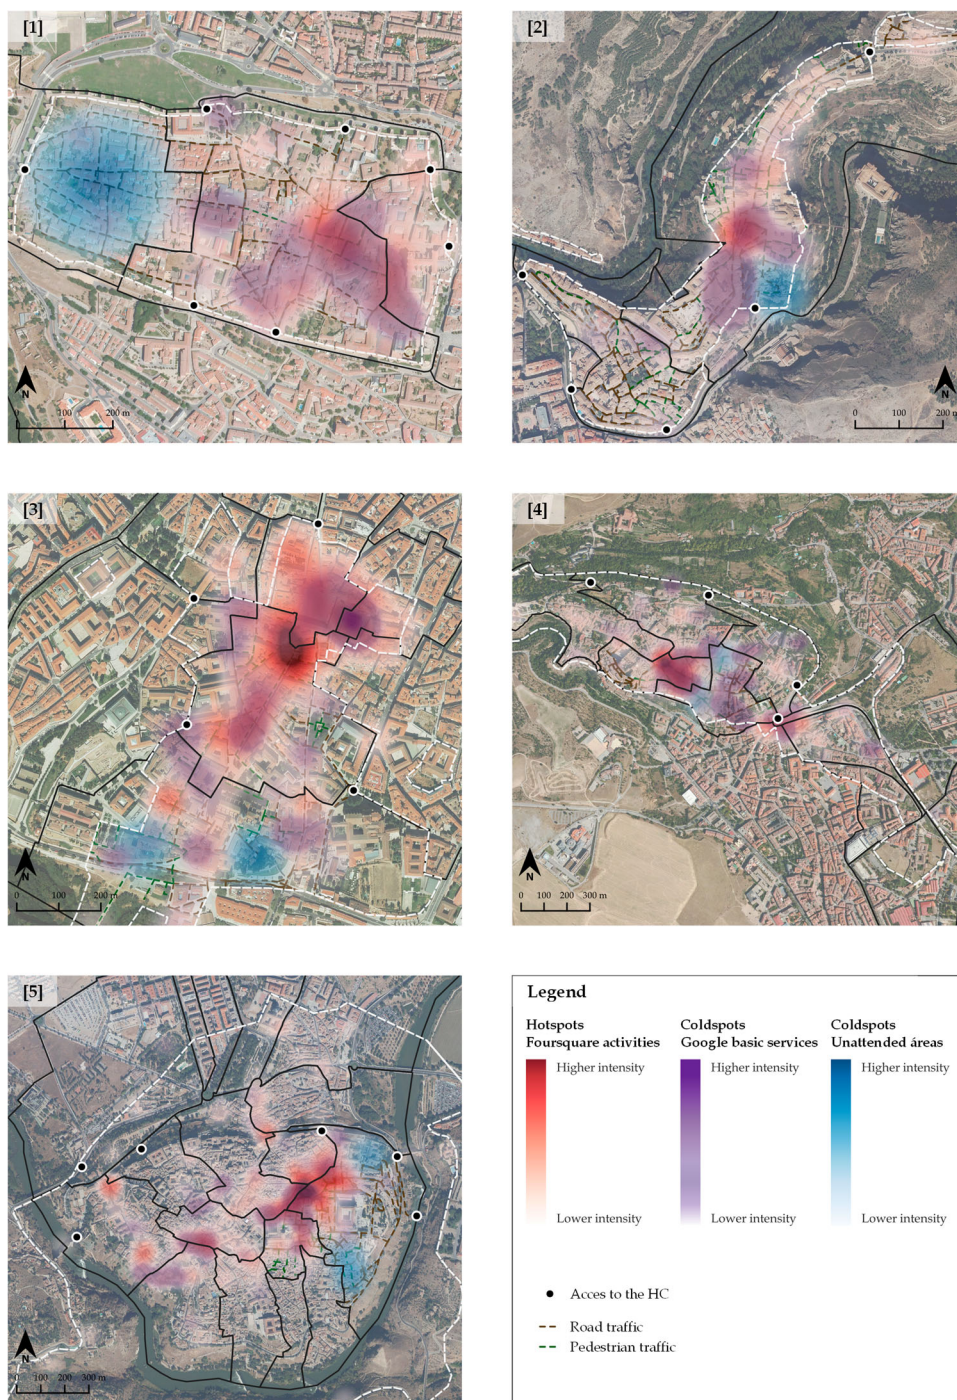 [1]
N
0 100 200 m
[2]
N
0 100 200 m
[3]
N
0 100 200 m
[4]
N
0 100 200 300 m
[5]
N
0 100 200 300 m
Legend
Hotspots
Foursquare activities
Higher intensity
Lower intensity
Coldspots
Google basic services
Higher intensity
Lower intensity
Coldspots
Unattended áreas
Higher intensity
Lower intensity
Acces to the HC
Road traffic
Pedestrian traffic